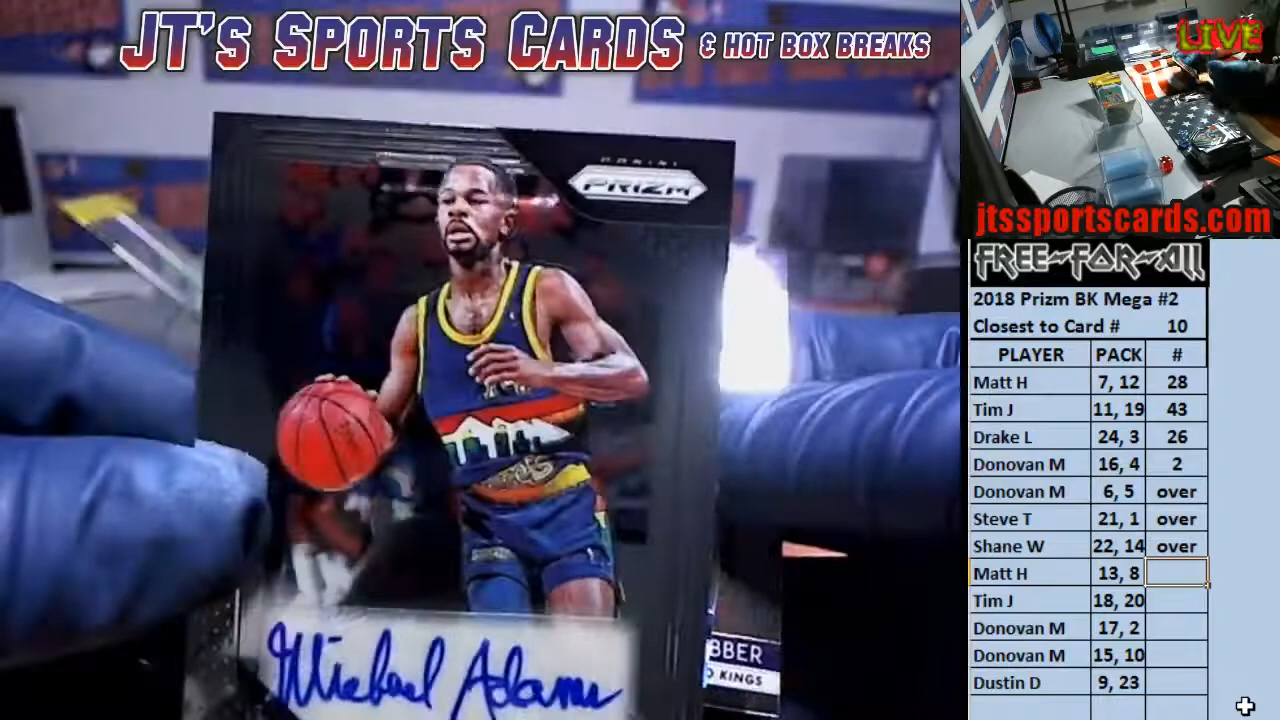 JT'S SPORTS CARDS & HOT BOX BREAKS
LIVE
PANINI
PRIZM
Michael Adams
BBER
KINGS
jtssportscards.com
FREE-FOR-ALL
2018 Prizm BK Mega #2
Closest to Card # 10
PLAYER PACK #
Matt H 7, 12 28
Tim J 11, 19 43
Drake L 24, 3 26
Donovan M 16, 4 2
Donovan M 6, 5 over
Steve T 21, 1 over
Shane W 22, 14 over
Matt H 13, 8
Tim J 18, 20
Donovan M 17, 2
Donovan M 15, 10
Dustin D 9, 23